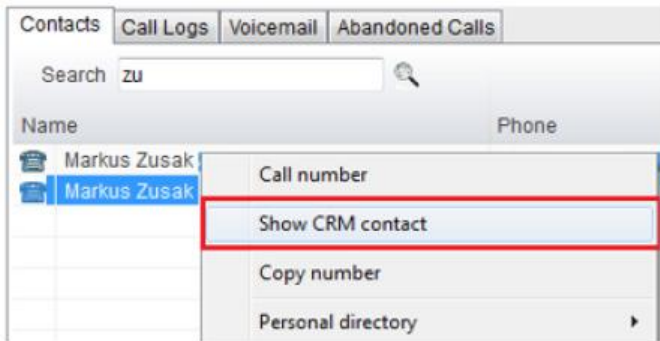 Contacts Call Logs Voicemail Abandoned Calls
Search zu
Name Phone
Markus Zusak
Markus Zusak
Call number
Show CRM contact
Copy number
Personal directory